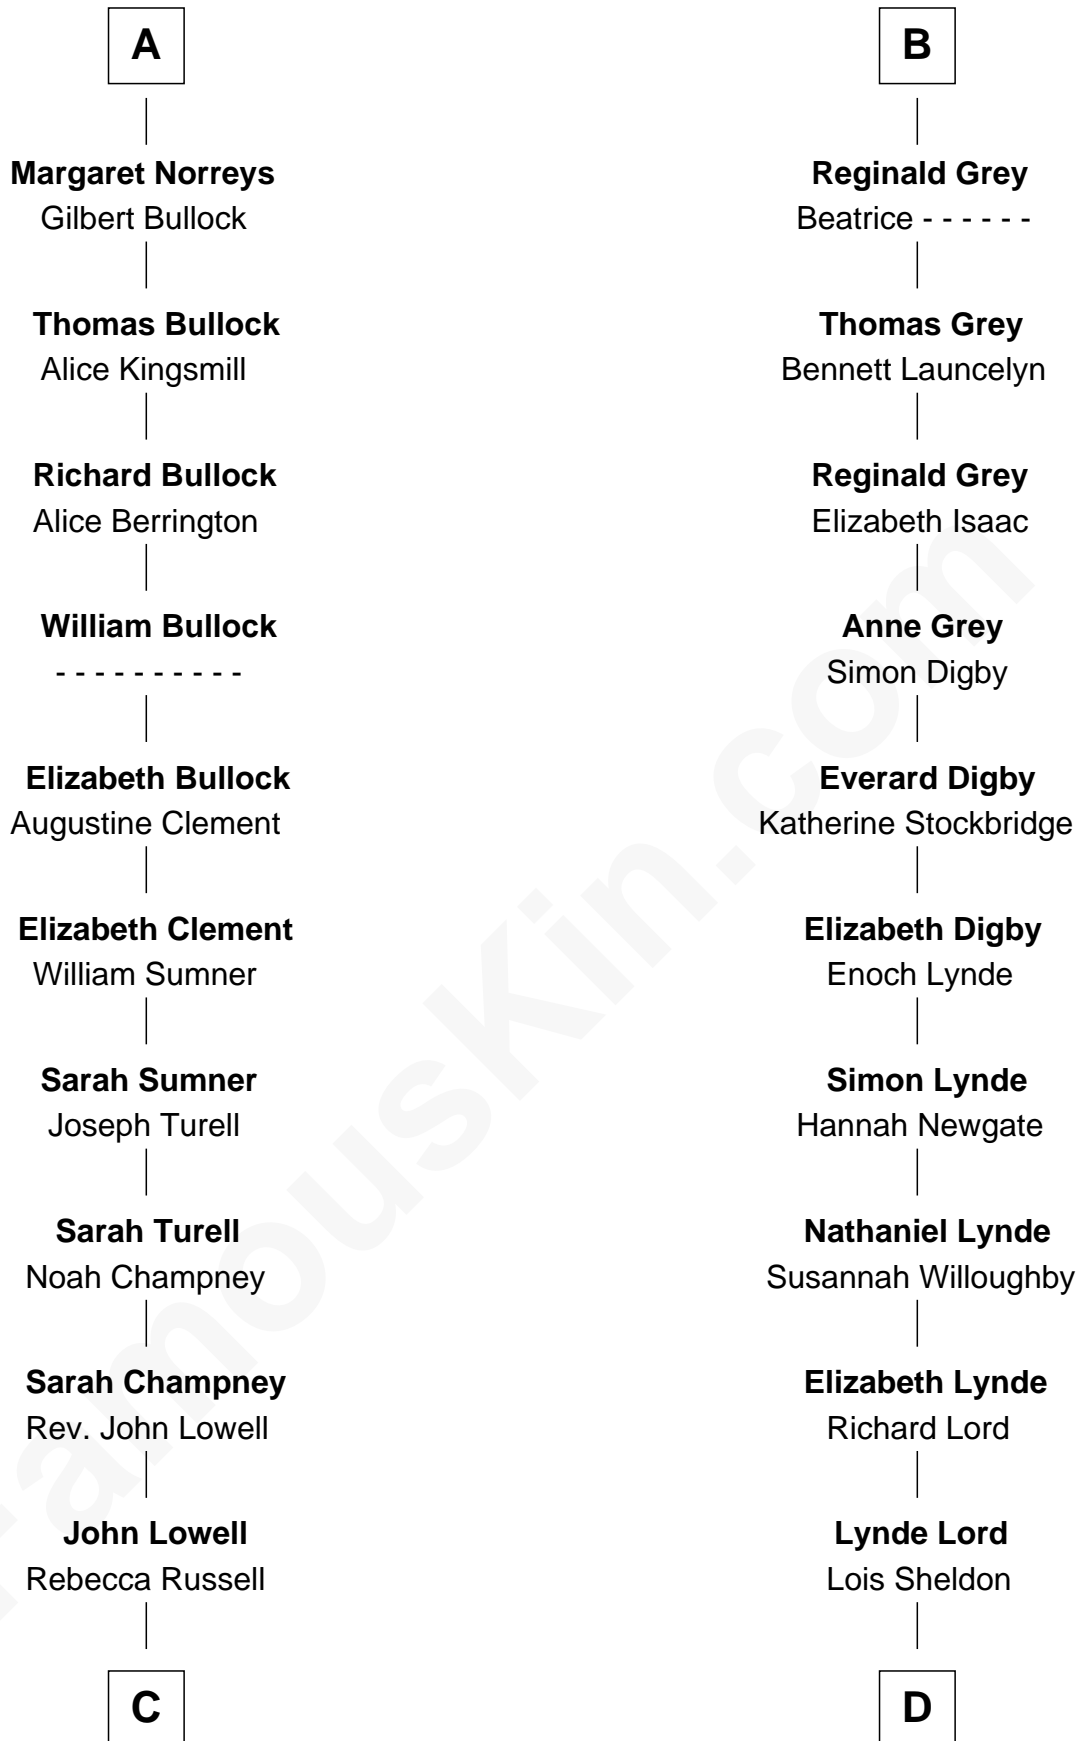 A
Margaret Norreys
Gilbert Bullock
Thomas Bullock
Alice Kingsmill
Richard Bullock
Alice Berrington
William Bullock
- - - - - - - - - -
Elizabeth Bullock
Augustine Clement
Elizabeth Clement
William Sumner
Sarah Sumner
Joseph Turell
Sarah Turell
Noah Champney
Sarah Champney
Rev. John Lowell
John Lowell
Rebecca Russell
C
B
Reginald Grey
Beatrice - - - - - -
Thomas Grey
Bennett Launcelyn
Reginald Grey
Elizabeth Isaac
Anne Grey
Simon Digby
Everard Digby
Katherine Stockbridge
Elizabeth Digby
Enoch Lynde
Simon Lynde
Hannah Newgate
Nathaniel Lynde
Susannah Willoughby
Elizabeth Lynde
Richard Lord
Lynde Lord
Lois Sheldon
D
FamousKin.com